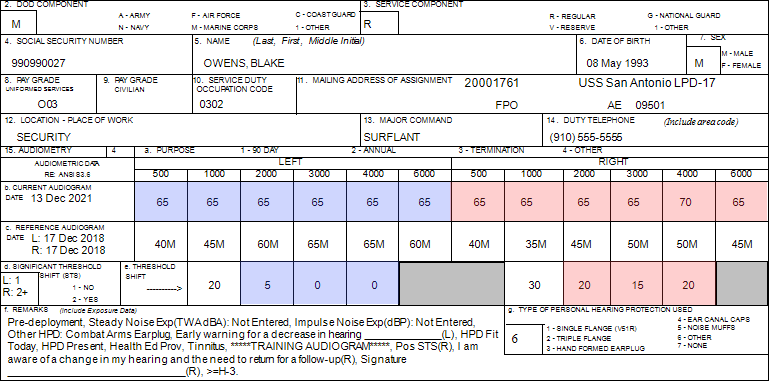 2. DOD COMPONENT
M
A - ARMY F - AIR FORCE C - COAST GUARD
N - NAVY M - MARINE CORPS 1 - OTHER
3. SERVICE COMPONENT
R
R - REGULAR G - NATIONAL GUARD
V - RESERVE 1 - OTHER
4. SOCIAL SECURITY NUMBER
990990027
5. NAME (Last, First, Middle Initial)
OWENS, BLAKE
6. DATE OF BIRTH
08 May 1993
7. SEX
M
M - MALE
F - FEMALE
8. PAY GRADE
UNIFORMED SERVICES
O03
9. PAY GRADE
CIVILIAN
10. SERVICE DUTY
OCCUPATION CODE
0302
11. MAILING ADDRESS OF ASSIGNMENT 20001761 USS San Antonio LPD-17
FPO AE 09501
12. LOCATION - PLACE OF WORK
SECURITY
13. MAJOR COMMAND
SURFLANT
14. DUTY TELEPHONE (Include area code)
(910) 555-5555
15. AUDIOMETRY 4 a. PURPOSE 1 - 90 DAY 2 - ANNUAL 3 - TERMINATION 4 - OTHER
AUDIOMETRIC DATA
RE: ANSI S3.6
LEFT RIGHT
500 1000 2000 3000 4000 6000 500 1000 2000 3000 4000 6000
b. CURRENT AUDIOGRAM
DATE 13 Dec 2021
65 65 65 65 65 65 65 65 65 65 70 65
c. REFERENCE AUDIOGRAM
DATE L: 17 Dec 2018
R: 17 Dec 2018
40M 45M 60M 65M 65M 60M 40M 35M 45M 50M 50M 45M
d. SIGNIFICANT THRESHOLD
SHIFT (STS)
L: 1
R: 2+
1 - NO
2 - YES
e. THRESHOLD
SHIFT
---------->
20 5 0 0 30 20 15 20
f. REMARKS (Include Exposure Data)
Pre-deployment, Steady Noise Exp(TWA dBA): Not Entered, Impulse Noise Exp(dBP): Not Entered,
Other HPD: Combat Arms Earplug, Early warning for a decrease in hearing ________________(L), HPD Fit
Today, HPD Present, Health Ed Prov, Tinnitus, *****TRAINING AUDIOGRAM*****, Pos STS(R), I am
aware of a change in my hearing and the need to return for a follow-up(R), Signature
___________________________(R), >=H-3.
g. TYPE OF PERSONAL HEARING PROTECTION USED
6
1 - SINGLE FLANGE (V51R)
2 - TRIPLE FLANGE
3 - HAND FORMED EARPLUG
4 - EAR CANAL CAPS
5 - NOISE MUFFS
6 - OTHER
7 - NONE